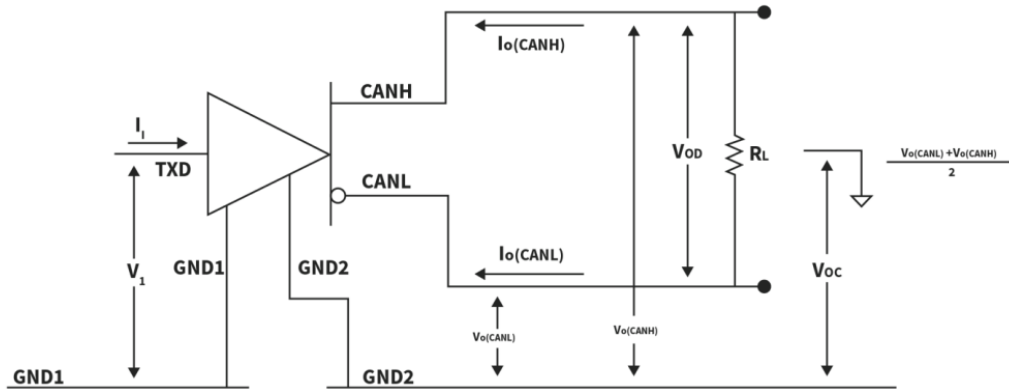 Io(CANH)
CANH
II
TXD
VOD
RL
Vo(CANL) +Vo(CANH)
2
CANL
V1
GND1
GND2
Io(CANL)
VOC
Vo(CANL)
Vo(CANH)
GND1
GND2